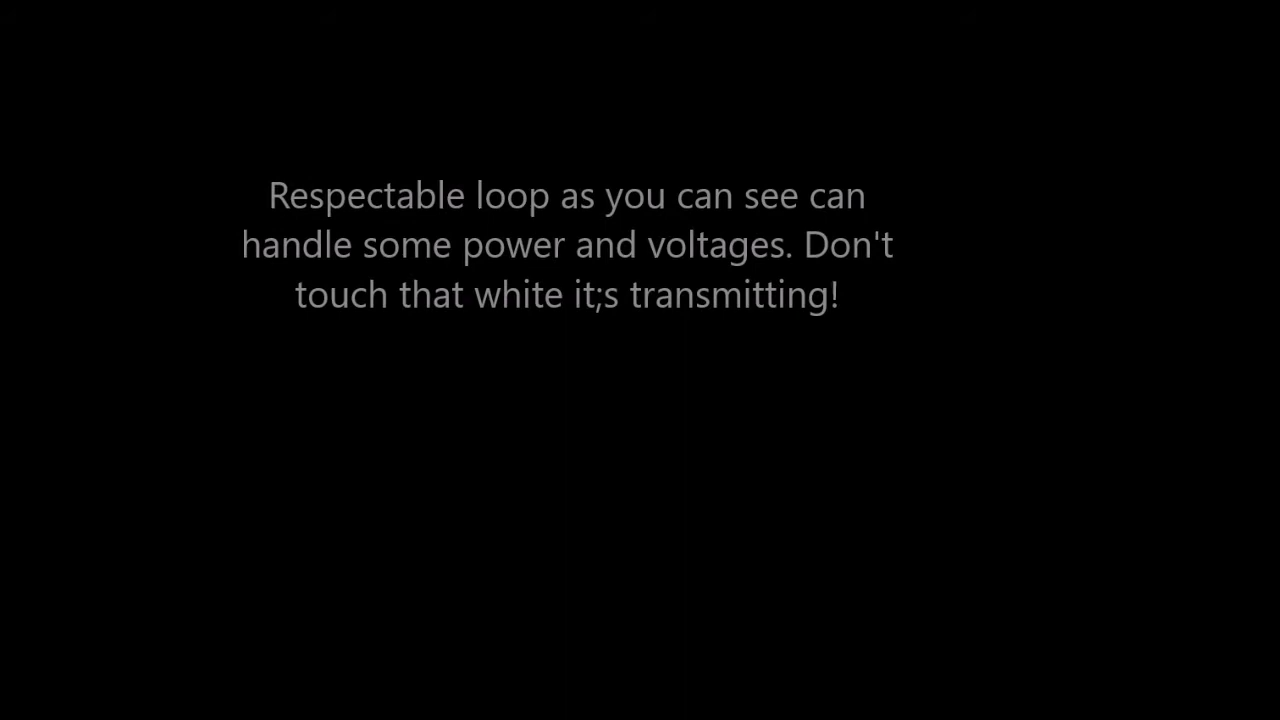 Respectable loop as you can see can
handle some power and voltages. Don't
touch that white it;s transmitting!